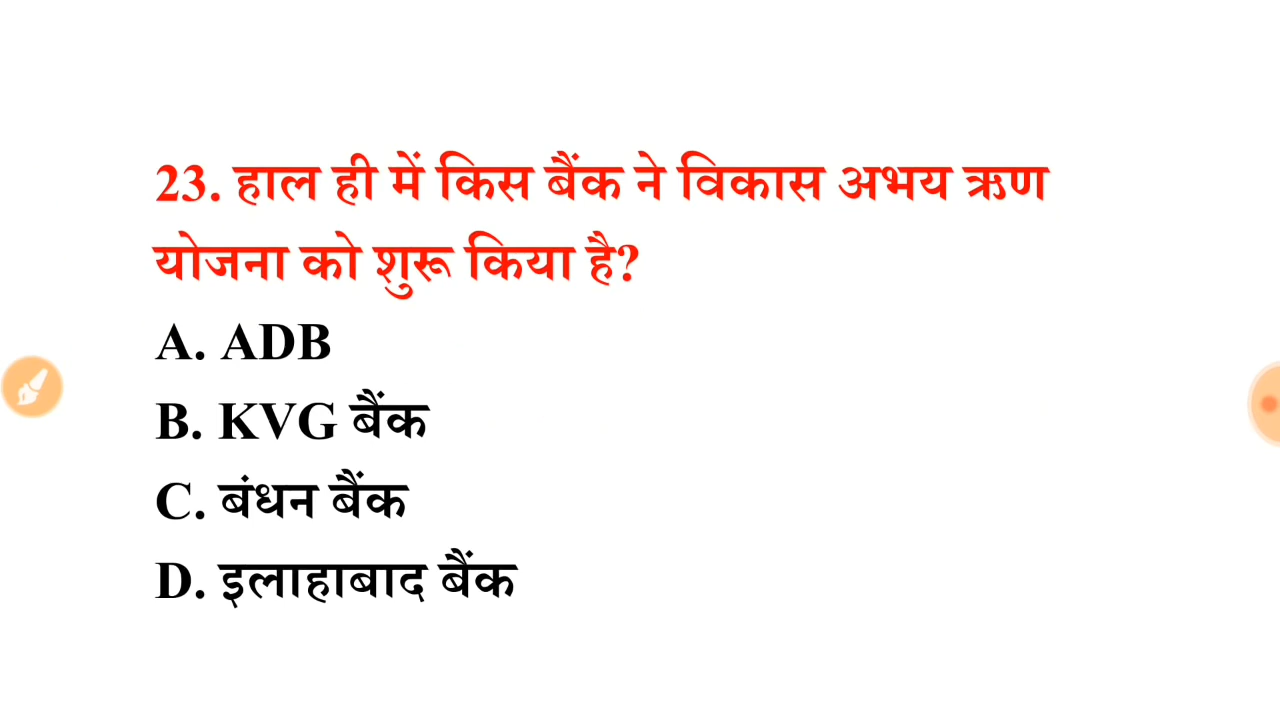 23. हाल ही में किस बैंक ने विकास अभय ऋण
योजना को शुरू किया है?
A. ADB
B. KVG बैंक
C. बंधन बैंक
D. इलाहाबाद बैंक